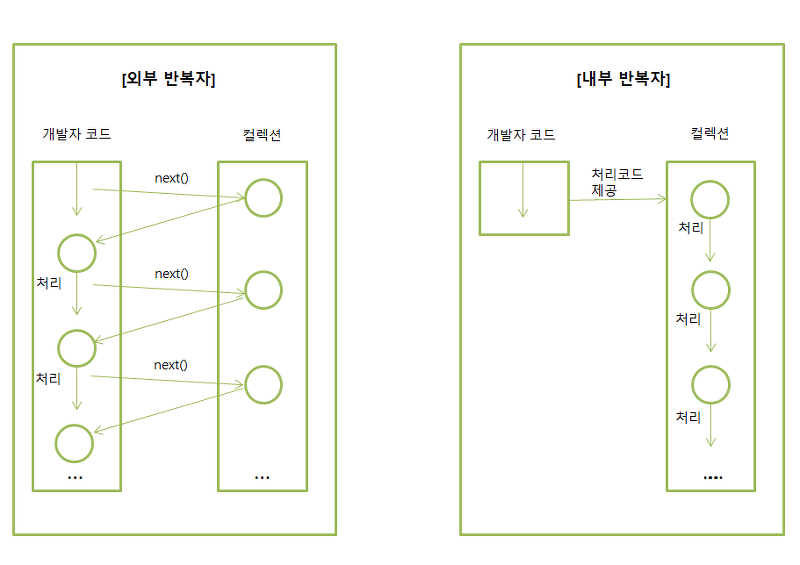 [외부 반복자]
개발자 코드
컬렉션
next()
처리
next()
처리
next()
...
...
[내부 반복자]
개발자 코드
컬렉션
처리코드
제공
처리
처리
처리
....